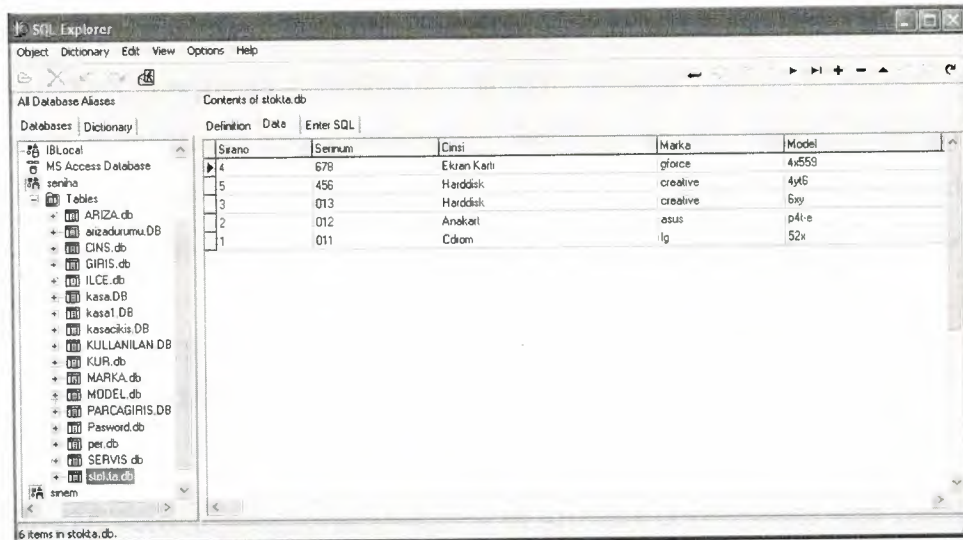 SQL Explorer
Object Dictionary Edit View Options Help
All Database Aliases
Contents of stokta.db
Databases Dictionary
Definition Data Enter SQL
IBLocal
MS Access Database
seniha
Tables
ARIZA.db
arizadurumu.DB
CINS.db
GIRIS.db
ILCE.db
kasa.DB
kasa1.DB
kasacikis.DB
KULLANILAN.DB
KUR.db
MARKA.db
MODEL.db
PARCAGIRIS.DB
Pasword.db
per.db
SERVIS.db
stokta.db
sinem
Sirano Serinum Cinsi Marka Model
4 678 Ekran Karti gforce 4x559
5 456 Harddisk creative 4yt6
3 013 Harddisk creative 6xy
2 012 Anakart asus p4t-e
1 011 Cdrom lg 52x
6 items in stokta.db.